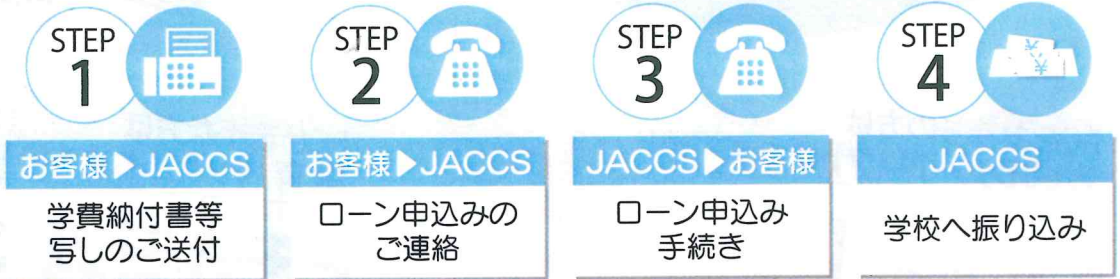 STEP
1
お客様▶JACCS
学費納付書等
写しのご送付
STEP
2
お客様▶JACCS
ローン申込みの
ご連絡
STEP
3
JACCS▶お客様
ローン申込み
手続き
STEP
4
JACCS
学校へ振り込み